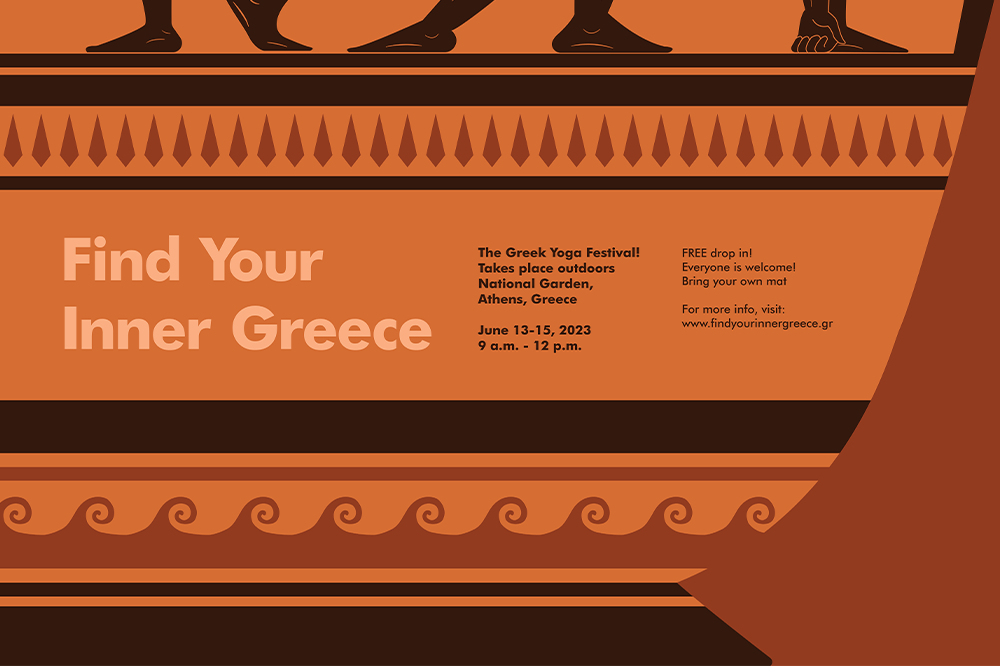 Find Your
Inner Greece
The Greek Yoga Festival!
Takes place outdoors
National Garden,
Athens, Greece
June 13-15, 2023
9 a.m. - 12 p.m.
FREE drop in!
Everyone is welcome!
Bring your own mat
For more info, visit:
www.findyourinnergreece.gr